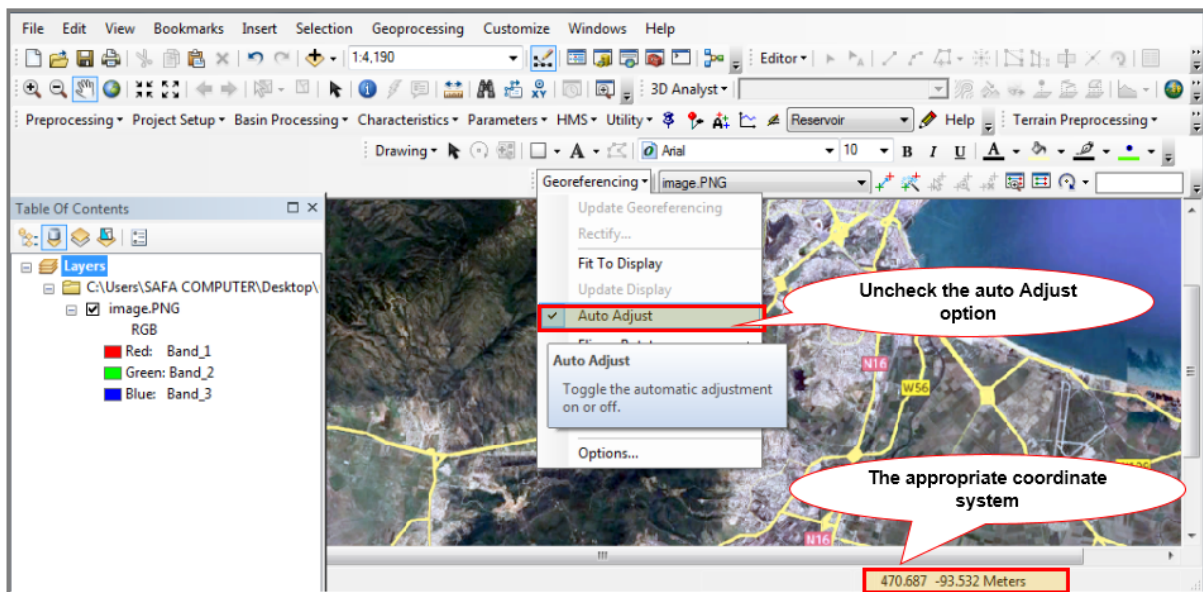 File Edit View Bookmarks Insert Selection Geoprocessing Customize Windows Help
1:4,190 Editor
3D Analyst
Preprocessing Project Setup Basin Processing Characteristics Parameters HMS Utility Reservoir Help Terrain Preprocessing
Drawing A Arial 10 B I U A
Georeferencing image.PNG
Table Of Contents
Layers
C:\Users\SAFA COMPUTER\Desktop\
image.PNG
RGB
Red: Band_1
Green: Band_2
Blue: Band_3
Update Georeferencing
Rectify...
Fit To Display
Update Display
Auto Adjust
Auto Adjust
Toggle the automatic adjustment
on or off.
Options...
Uncheck the auto Adjust
option
N16
W56
The appropriate coordinate
system
N16
470.687 -93.532 Meters